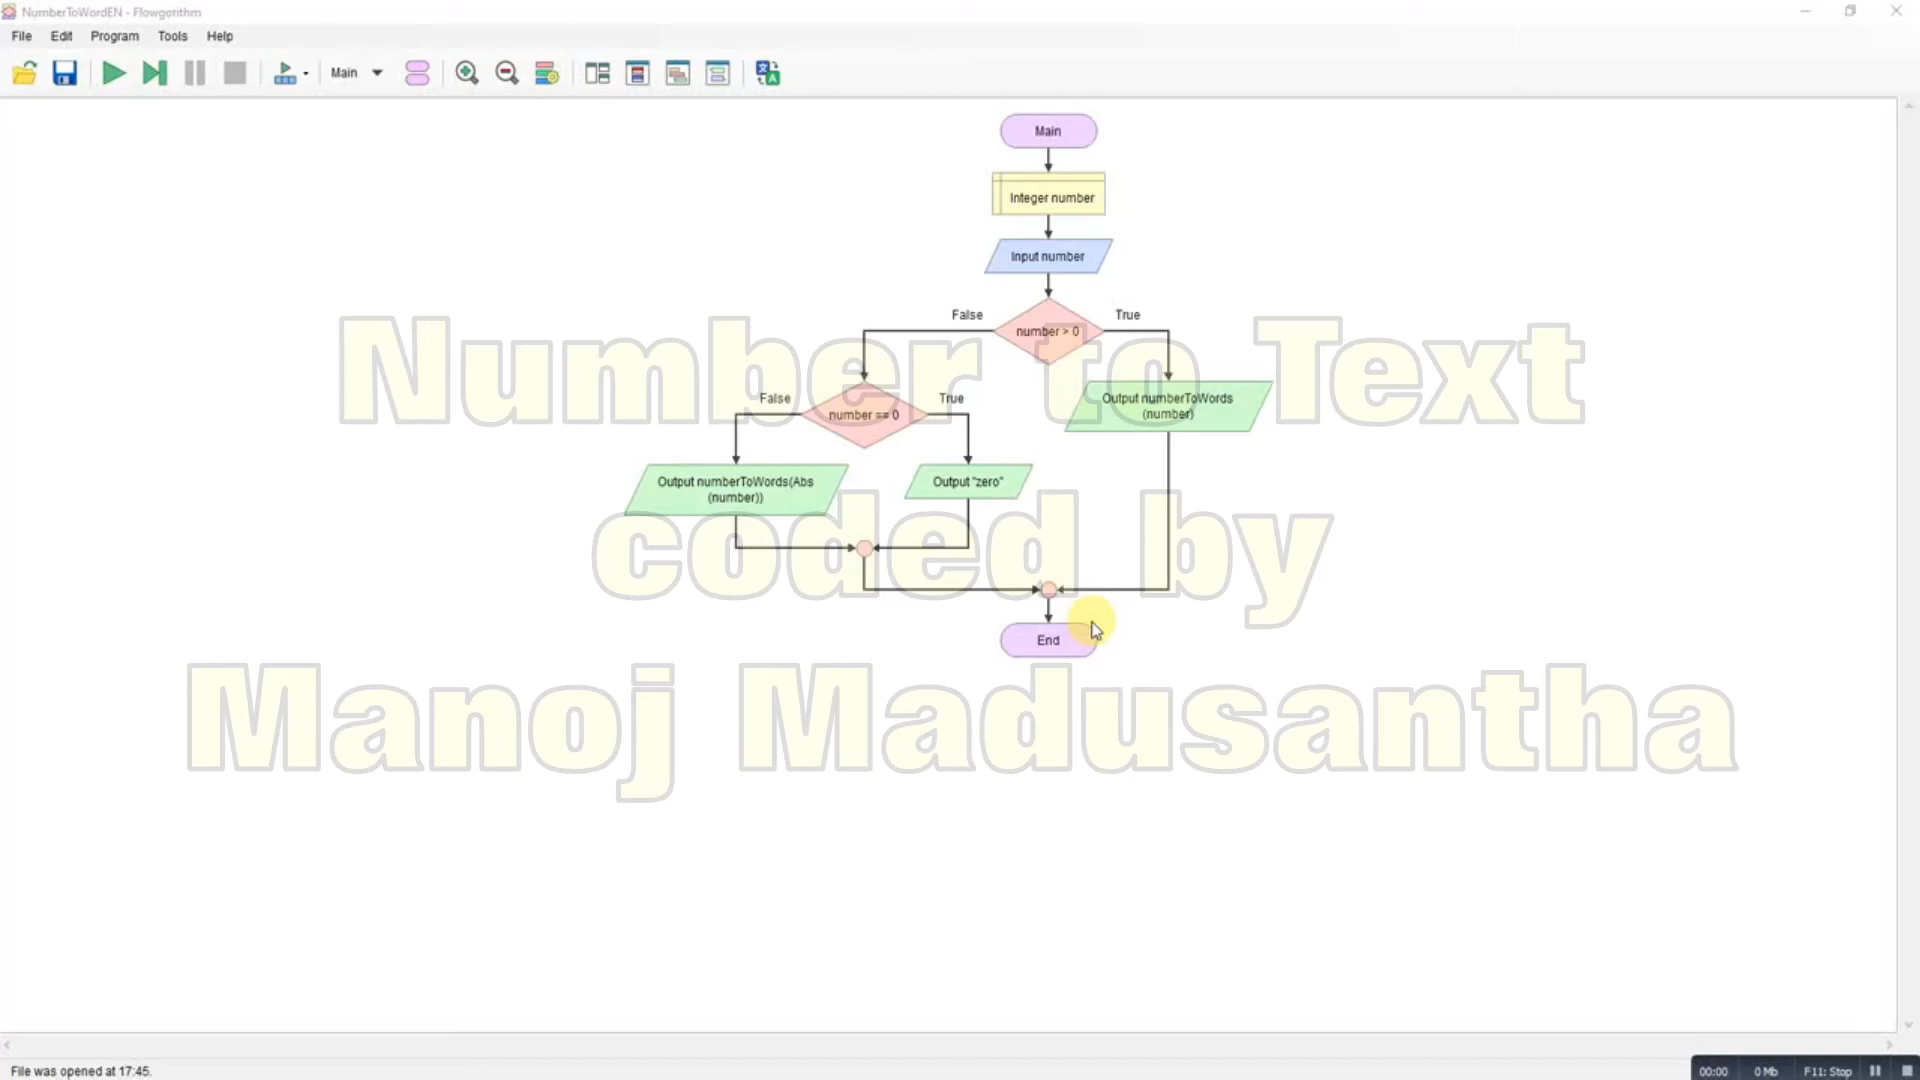 NumberToWordEN - Flowgorithm
File Edit Program Tools Help
Main
Main
Integer number
Input number
False
number > 0
True
False
number == 0
True
Output numberToWords
(number)
Output numberToWords(Abs
(number))
Output "zero"
End
Number to Text
coded by
Manoj Madusantha
File was opened at 17:45.
00:00 0 Mb F11: Stop